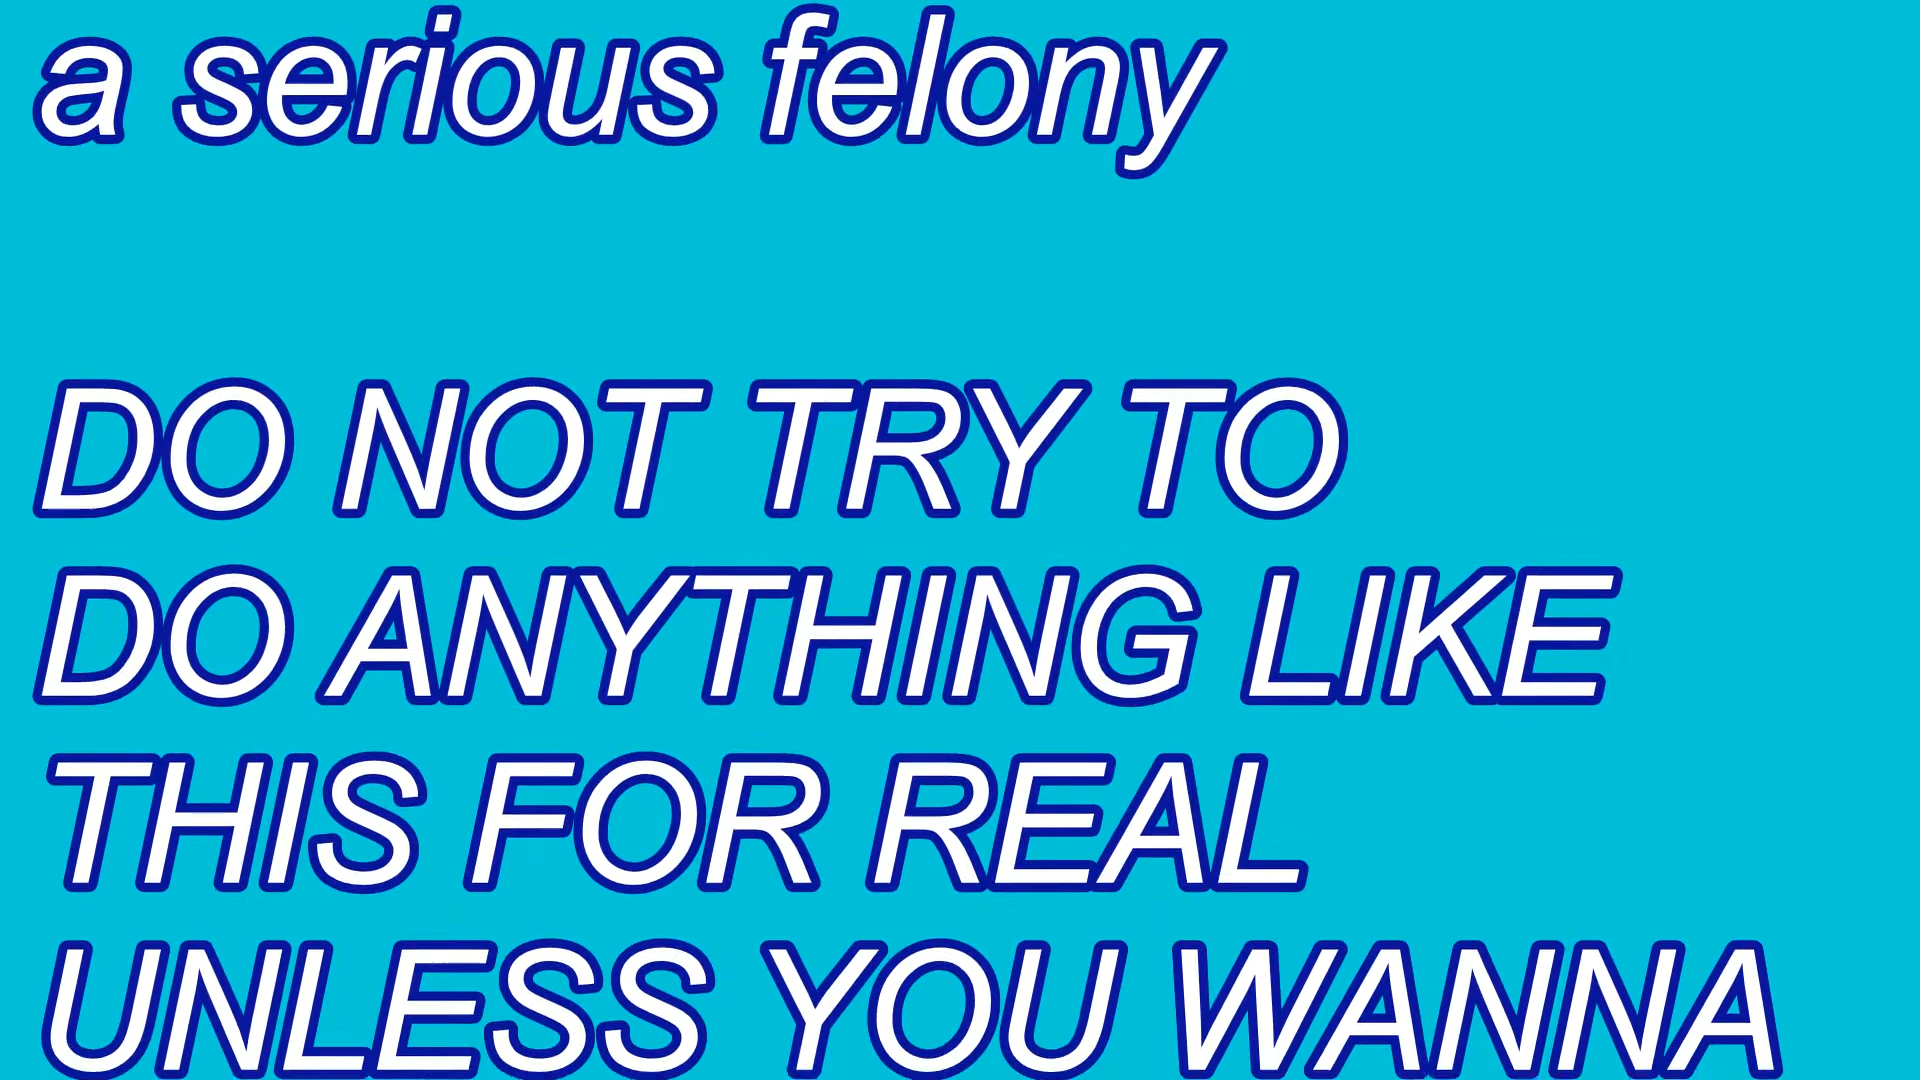 a serious felony
DO NOT TRY TO
DO ANYTHING LIKE
THIS FOR REAL
UNLESS YOU WANNA